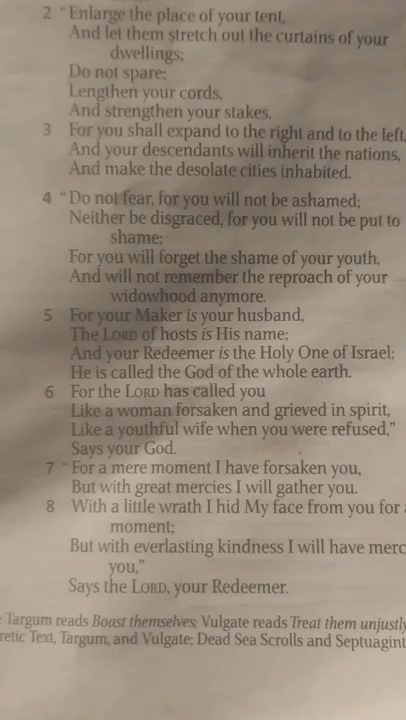 2 “Enlarge the place of your tent,
And let them stretch out the curtains of your
dwellings;
Do not spare;
Lengthen your cords,
And strengthen your stakes.
3 For you shall expand to the right and to the left,
And your descendants will inherit the nations,
And make the desolate cities inhabited.
4 “Do not fear, for you will not be ashamed;
Neither be disgraced, for you will not be put to
shame;
For you will forget the shame of your youth,
And will not remember the reproach of your
widowhood anymore.
5 For your Maker is your husband,
The LORD of hosts is His name;
And your Redeemer is the Holy One of Israel;
He is called the God of the whole earth.
6 For the LORD has called you
Like a woman forsaken and grieved in spirit,
Like a youthful wife when you were refused,”
Says your God.
7 “For a mere moment I have forsaken you,
But with great mercies I will gather you.
8 With a little wrath I hid My face from you for
moment;
But with everlasting kindness I will have
you,”
Says the LORD, your Redeemer.
Targum reads Boast themselves; Vulgate reads Treat them unjustly
Text, Targum, and Vulgate; Dead Sea Scrolls and